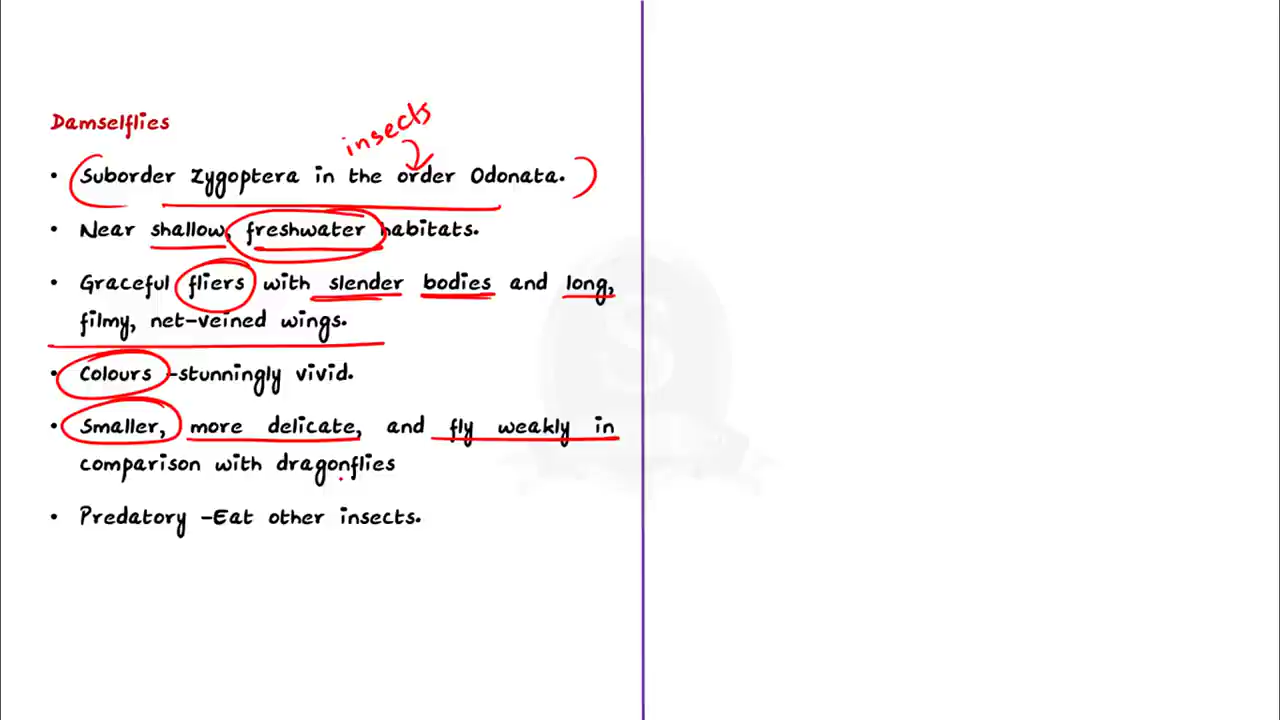 Damselflies
insects
• Suborder Zygoptera in the order Odonata.
• Near shallow, freshwater habitats.
• Graceful fliers with slender bodies and long,
filmy, net-veined wings.
• Colours -stunningly vivid.
• Smaller, more delicate, and fly weakly in
comparison with dragonflies
• Predatory -Eat other insects.